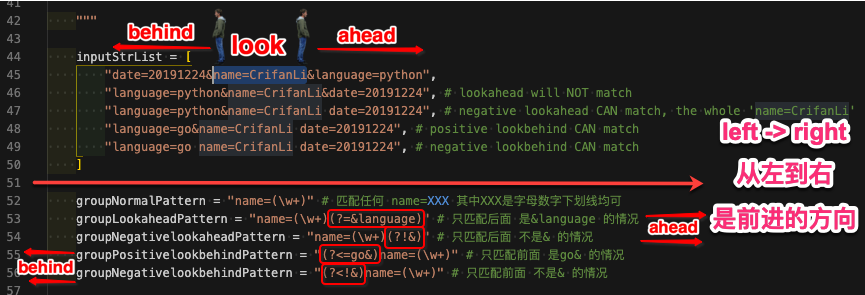 41
42 """
behind look ahead
44 inputStrList = [
45 "date=20191224&name=CrifanLi&language=python",
46 "language=python&name=CrifanLi&date=20191224", # lookahead will NOT match
47 "language=python&name=CrifanLi date=20191224", # negative lookahead CAN match, the whole 'name=CrifanLi'
48 "language=go&name=CrifanLi date=20191224", # positive lookbehind CAN match
49 "language=go name=CrifanLi date=20191224", # negative lookbehind CAN match
50 ]
left -> right
从左到右
是前进的方向
51
52 groupNormalPattern = "name=(\w+)" # 匹配任何 name=XXX 其中XXX是字母数字下划线均可
53 groupLookaheadPattern = "name=(\w+)(?=&language)" # 只匹配后面 是&language 的情况
54 groupNegativelookaheadPattern = "name=(\w+)(?!&)" # 只匹配后面 不是& 的情况
ahead
55 groupPositivelookbehindPattern = "(?<=go&)name=(\w+)" # 只匹配前面 是go& 的情况
behind
56 groupNegativelookbehindPattern = "(?<!&)name=(\w+)" # 只匹配前面 不是& 的情况
57